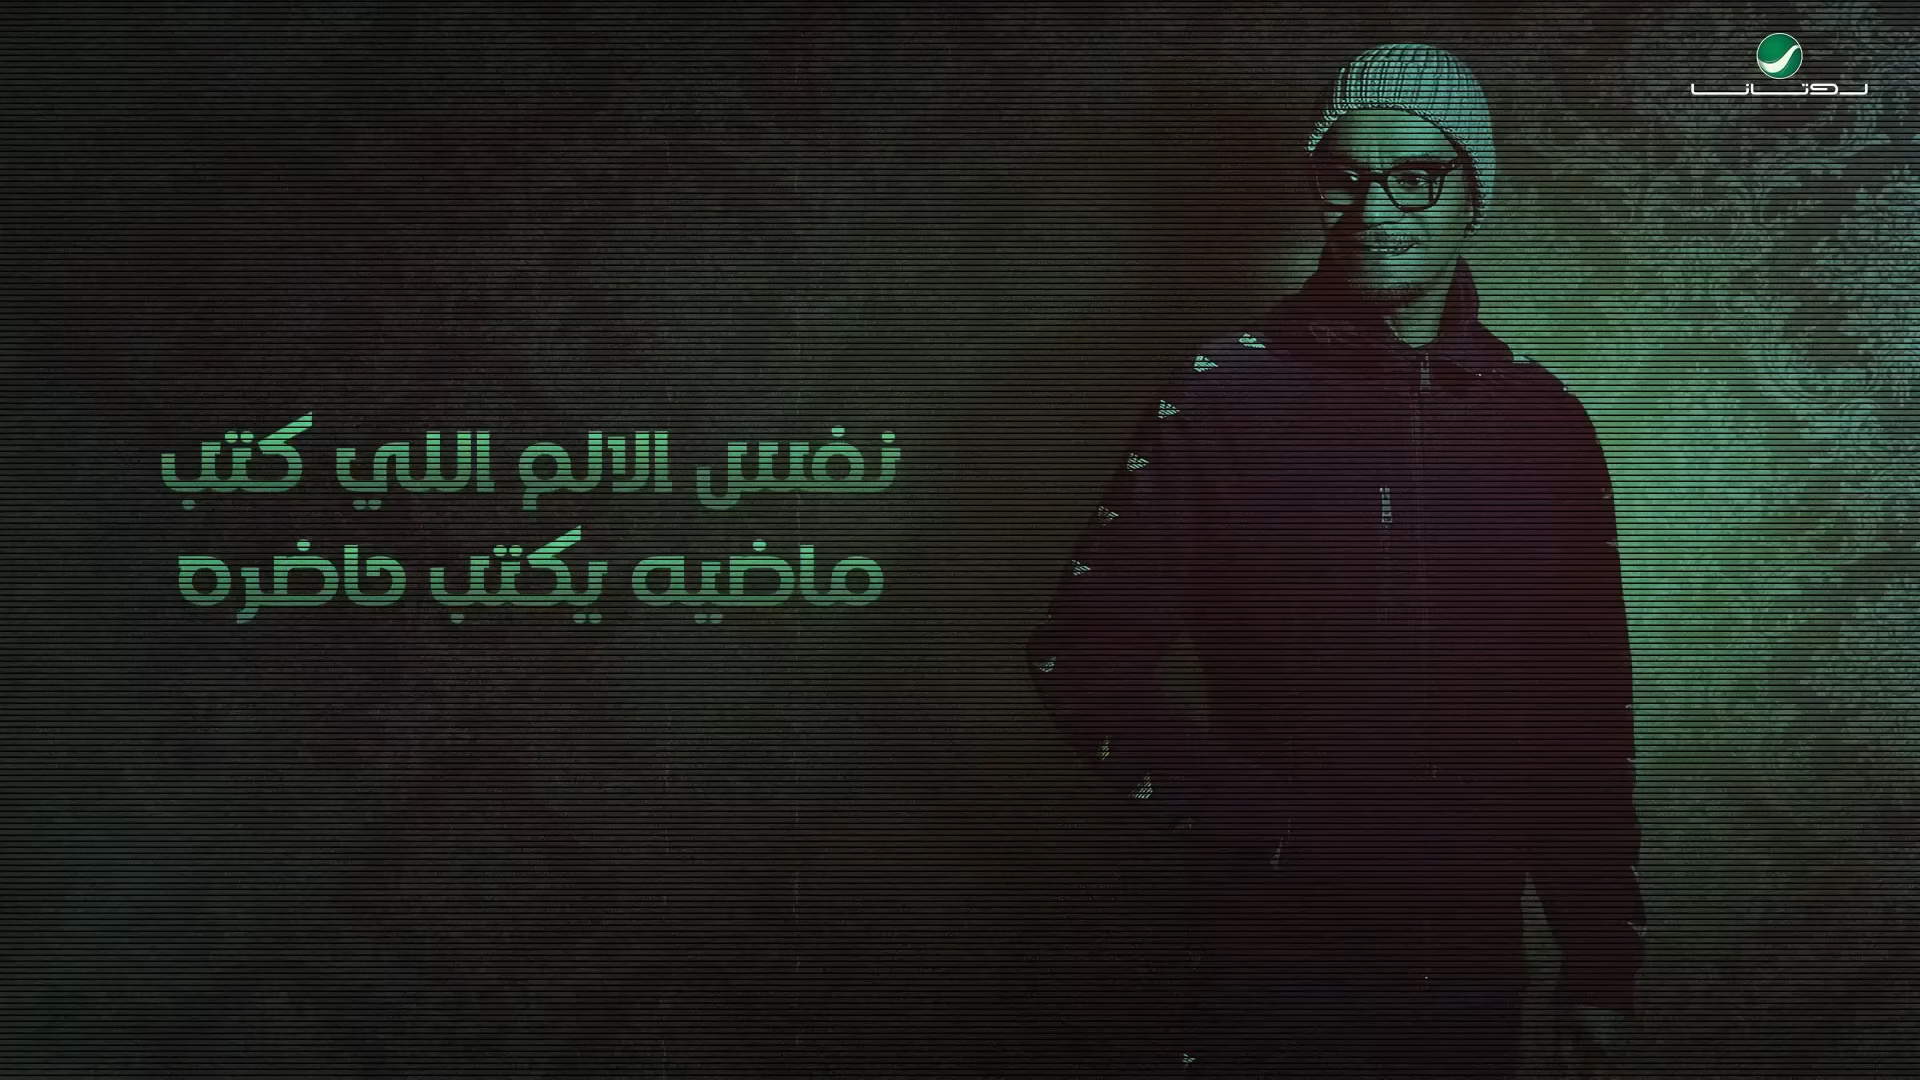 روتانا
نفس الالم اللي كتب
ماضيه يكتب حاضره